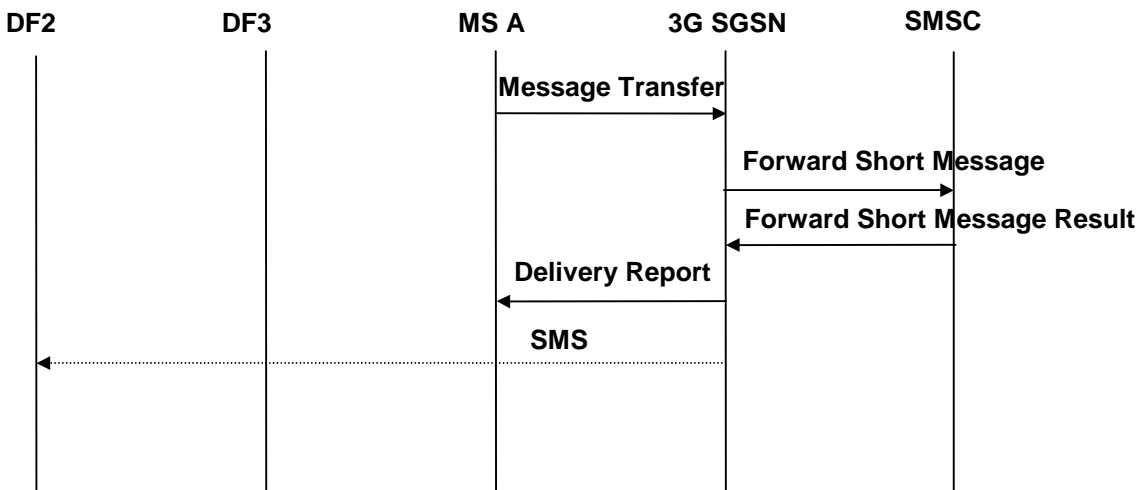 DF2
DF3
MS A
3G SGSN
SMSC
Message Transfer
Forward Short Message
Forward Short Message Result
Delivery Report
SMS